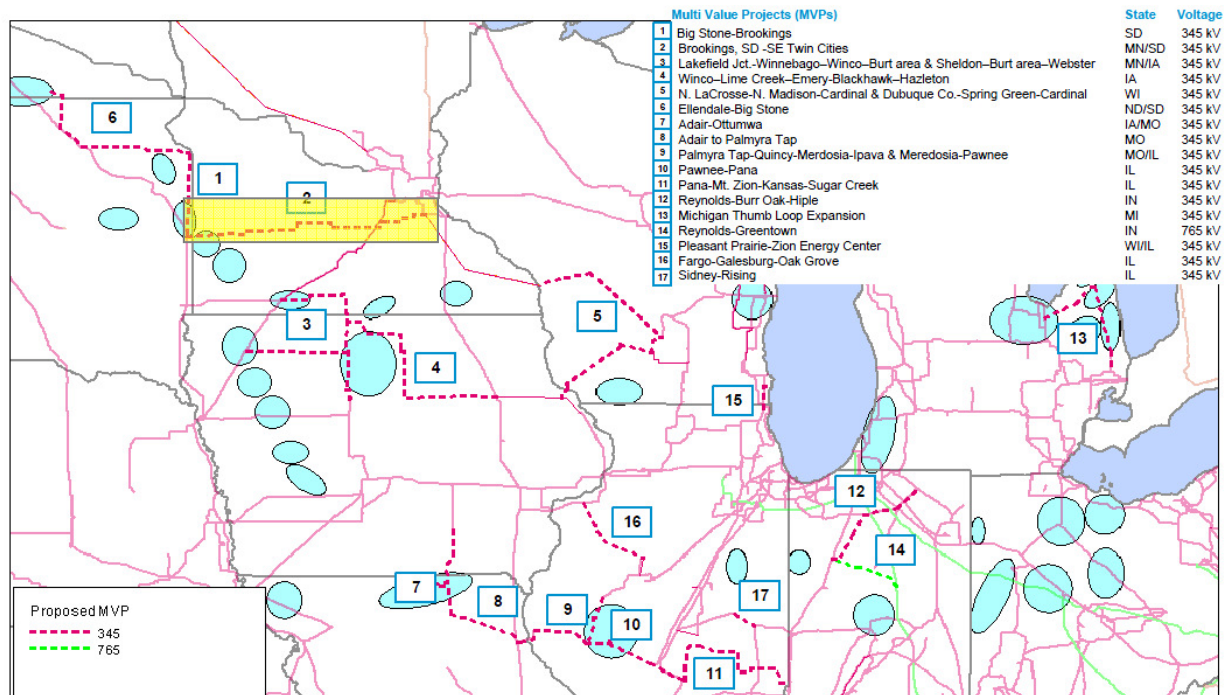 Multi Value Projects (MVPs) State Voltage
1 Big Stone-Brookings SD 345 kV
2 Brookings, SD -SE Twin Cities MN/SD 345 kV
3 Lakefield Jct.-Winnebago–Winco–Burt area & Sheldon–Burt area–Webster MN/IA 345 kV
4 Winco–Lime Creek–Emery-Blackhawk–Hazleton IA 345 kV
5 N. LaCrosse-N. Madison-Cardinal & Dubuque Co.-Spring Green-Cardinal WI 345 kV
6 Ellendale-Big Stone ND/SD 345 kV
7 Adair-Ottumwa IA/MO 345 kV
8 Adair to Palmyra Tap MO 345 kV
9 Palmyra Tap-Quincy-Merdosia-Ipava & Meredosia-Pawnee MO/IL 345 kV
10 Pawnee-Pana IL 345 kV
11 Pana-Mt. Zion-Kansas-Sugar Creek IL 345 kV
12 Reynolds-Burr Oak-Hiple IN 345 kV
13 Michigan Thumb Loop Expansion MI 345 kV
14 Reynolds-Greentown IN 765 kV
15 Pleasant Prairie-Zion Energy Center WI/IL 345 kV
16 Fargo-Galesburg-Oak Grove IL 345 kV
17 Sidney-Rising IL 345 kV
6
1
2
5
3
13
4
15
12
16
14
7
17
8
9
10
11
Proposed MVP
345
765